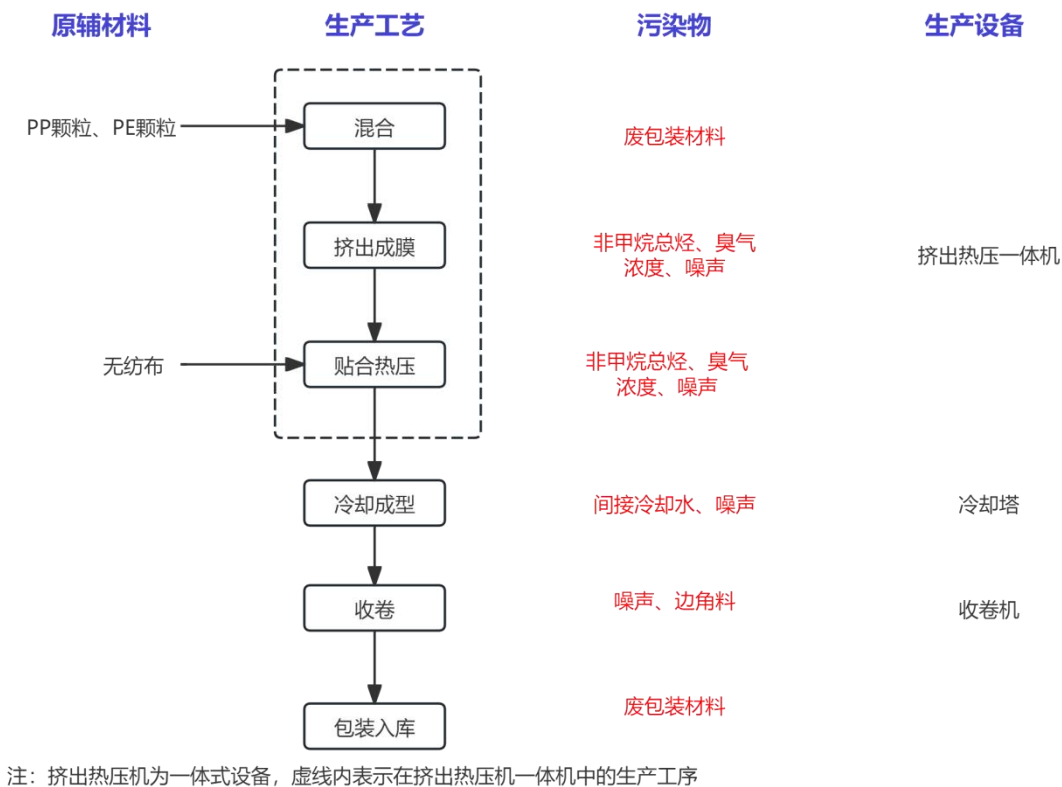 原辅材料
生产工艺
污染物
生产设备
PP颗粒、PE颗粒
混合
废包装材料
挤出成膜
非甲烷总烃、臭气
浓度、噪声
挤出热压一体机
无纺布
贴合热压
非甲烷总烃、臭气
浓度、噪声
冷却成型
间接冷却水、噪声
冷却塔
收卷
噪声、边角料
收卷机
包装入库
废包装材料
注：挤出热压机为一体式设备，虚线内表示在挤出热压机一体机中的生产工序